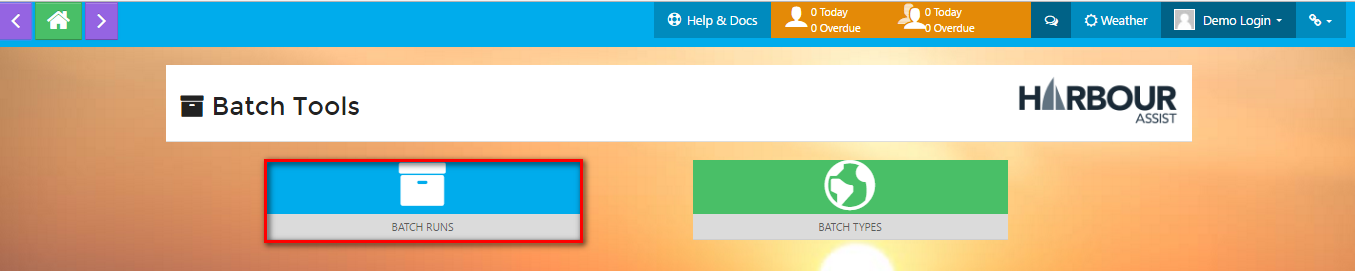 Help & Docs
0 Today
0 Overdue
0 Today
0 Overdue
Weather
Demo Login
Batch Tools
HARBOUR
ASSIST
BATCH RUNS
BATCH TYPES